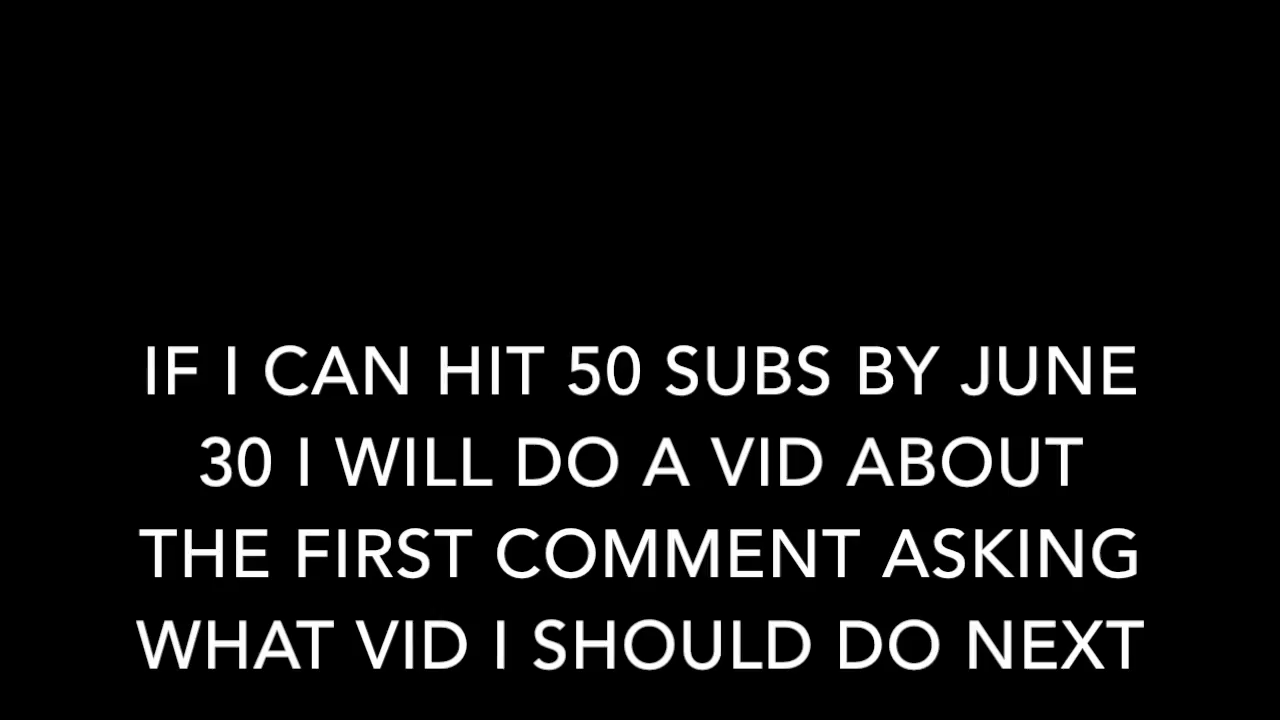 IF I CAN HIT 50 SUBS BY JUNE
30 I WILL DO A VID ABOUT
THE FIRST COMMENT ASKING
WHAT VID I SHOULD DO NEXT